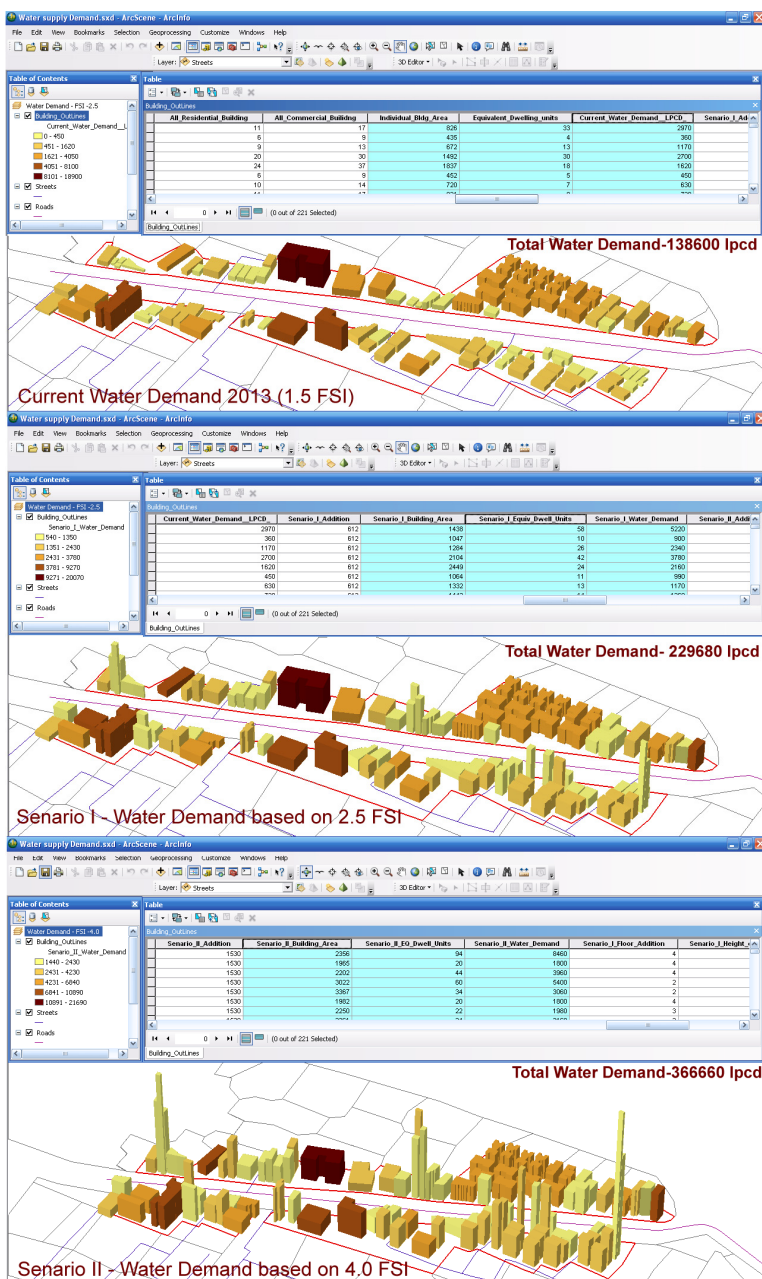 Water supply Demand.sxd - ArcScene - ArcInfo
File Edit View Bookmarks Selection Geoprocessing Customize Windows Help
Layer: Streets 3D Editor
Table of Contents
Table
Water Demand - FSI -2.5
Building_OutLines
Current_Water_Demand__L
0 - 450
451 - 1620
1621 - 4050
4051 - 8100
8101 - 18900
Streets
Roads
Building_OutLines
All_Residential_Building All_Commercial_Builidng Individual_Bldg_Area Equivalent_Dwelling_units Current_Water_Demand__LPCD_ Senario_I_Ad
11 17 826 33 2970
6 9 435 4 360
9 13 672 13 1170
20 30 1492 30 2700
24 37 1837 18 1620
6 9 452 5 450
10 14 720 7 630
0 (0 out of 221 Selected)
Building_OutLines
Total Water Demand-138600 lpcd
Current Water Demand 2013 (1.5 FSI)
Water supply Demand.sxd - ArcScene - ArcInfo
File Edit View Bookmarks Selection Geoprocessing Customize Windows Help
Layer: Streets 3D Editor
Table of Contents
Table
Water Demand - FSI -2.5
Building_OutLines
Senario_I_Water_Demand
540 - 1350
1351 - 2430
2431 - 3780
3781 - 9270
9271 - 20070
Streets
Roads
Building_OutLines
Current_Water_Demand__LPCD_ Senario_I_Addition Senario_I_Building_Area Senario_I_Equiv_Dwell_Units Senario_I_Water_Demand Senario_II_Addi
2970 612 1438 58 5220
360 612 1047 10 900
1170 612 1284 26 2340
2700 612 2104 42 3780
1620 612 2449 24 2160
450 612 1064 11 990
630 612 1332 13 1170
0 (0 out of 221 Selected)
Building_OutLines
Total Water Demand- 229680 lpcd
Senario I - Water Demand based on 2.5 FSI
Water supply Demand.sxd - ArcScene - ArcInfo
File Edit View Bookmarks Selection Geoprocessing Customize Windows Help
Layer: Streets 3D Editor
Table of Contents
Table
Water Demand - FSI -4.0
Building_OutLines
Senario_II_Water_Demand
1440 - 2430
2431 - 4230
4231 - 6840
6841 - 10890
10891 - 21690
Streets
Roads
Building_OutLines
Senario_II_Addition Senario_II_Building_Area Senario_II_EQ_Dwell_Units Senario_II_Water_Demand Senario_I_Floor_Addition Senario_I_Height_
1530 2356 94 8460 4
1530 1965 20 1800 4
1530 2202 44 3960 4
1530 3022 60 5400 2
1530 3367 34 3060 2
1530 1982 20 1800 4
1530 2250 22 1980 3
0 (0 out of 221 Selected)
Building_OutLines
Total Water Demand-366660 lpcd
Senario II - Water Demand based on 4.0 FSI